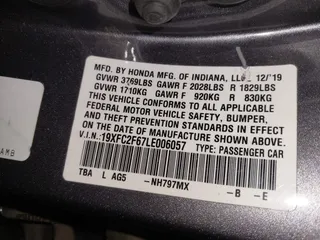 MFD. BY HONDA MFG. OF INDIANA, LLC 12/'19
GVWR 3769LBS GAWR F 2028LBS R 1829LBS
GVWR 1710KG GAWR F 920KG R 830KG
THIS VEHICLE CONFORMS TO ALL APPLICABLE
FEDERAL MOTOR VEHICLE SAFETY, BUMPER,
AND THEFT PREVENTION STANDARDS IN EFFECT
ON THE DATE OF MANUFACTURE SHOWN ABOVE.
V.I.N.: 19XFC2F67LE006057 TYPE: PASSENGER CAR
TBA L AG5 -NH797MX -B -E